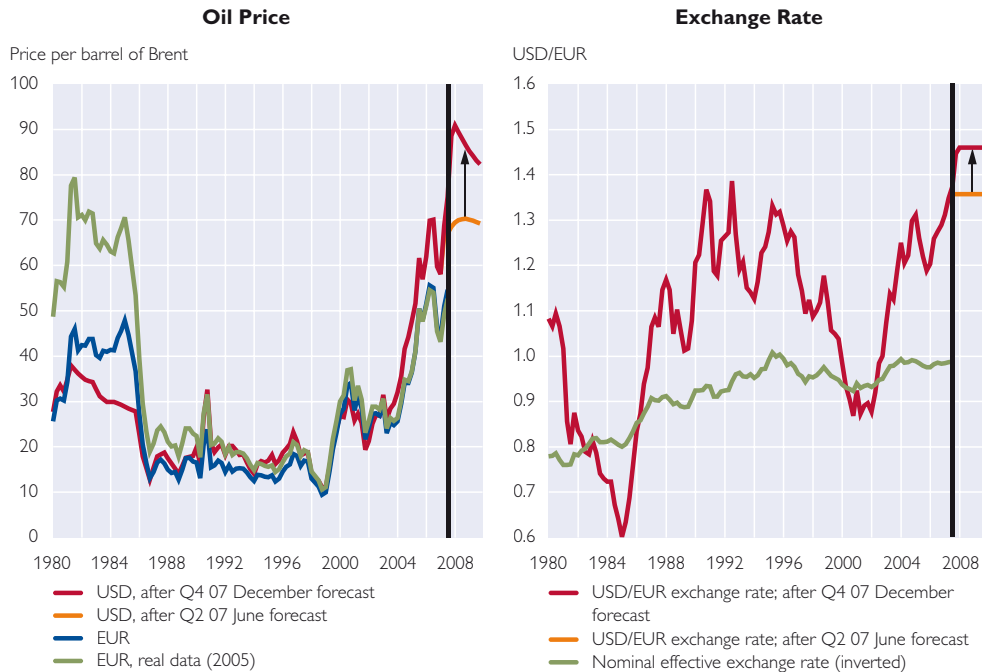 Oil Price
Price per barrel of Brent
100
90
80
70
60
50
40
30
20
10
0
1980 1984 1988 1992 1996 2000 2004 2008
USD, after Q4 07 December forecast
USD, after Q2 07 June forecast
EUR
EUR, real data (2005)
Exchange Rate
USD/EUR
1.6
1.5
1.4
1.3
1.2
1.1
1.0
0.9
0.8
0.7
0.6
1980 1984 1988 1992 1996 2000 2004 2008
USD/EUR exchange rate; after Q4 07 December
forecast
USD/EUR exchange rate; after Q2 07 June forecast
Nominal effective exchange rate (inverted)